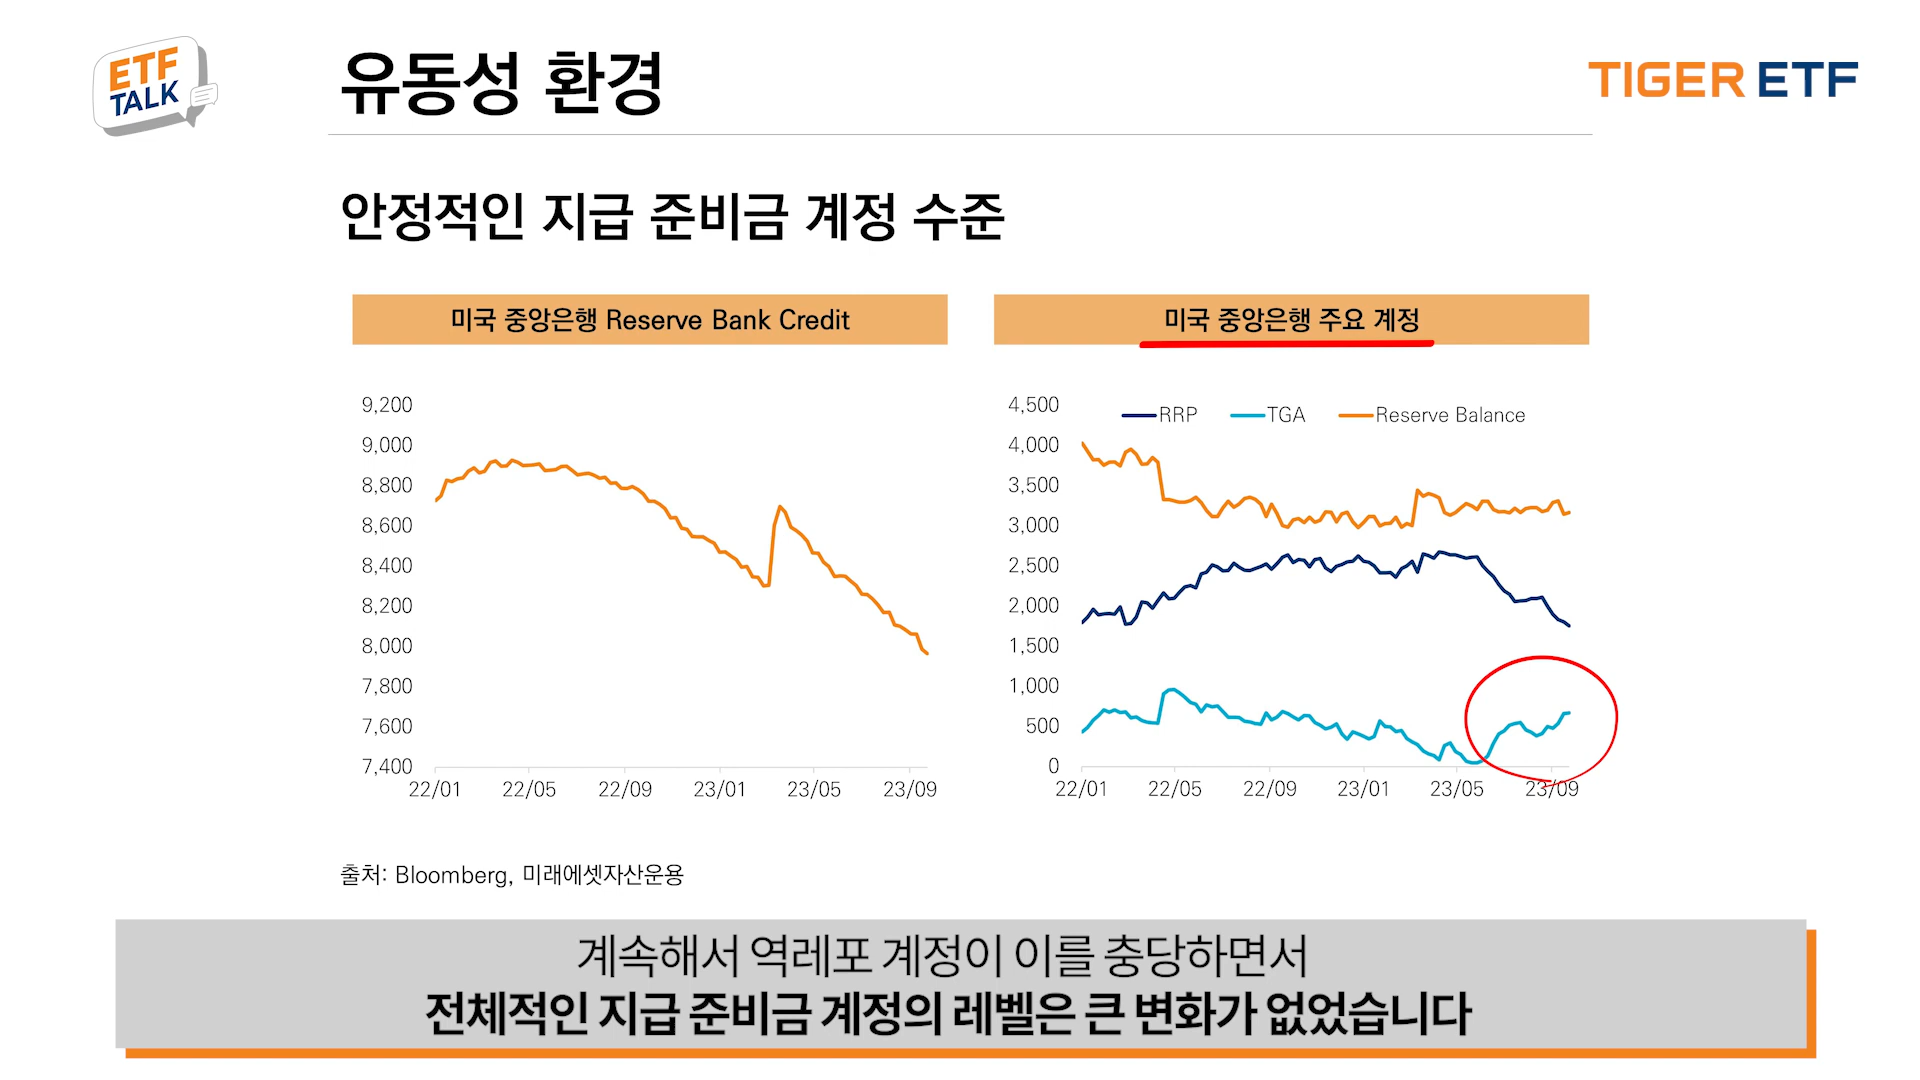 ETF
TALK
유동성 환경
TIGER ETF
안정적인 지급 준비금 계정 수준
미국 중앙은행 Reserve Bank Credit
9,200
9,000
8,800
8,600
8,400
8,200
8,000
7,800
7,600
7,400
22/01 22/05 22/09 23/01 23/05 23/09
미국 중앙은행 주요 계정
RRP TGA Reserve Balance
4,500
4,000
3,500
3,000
2,500
2,000
1,500
1,000
500
0
22/01 22/05 22/09 23/01 23/05 23/09
출처: Bloomberg, 미래에셋자산운용
계속해서 역레포 계정이 이를 충당하면서
전체적인 지급 준비금 계정의 레벨은 큰 변화가 없었습니다